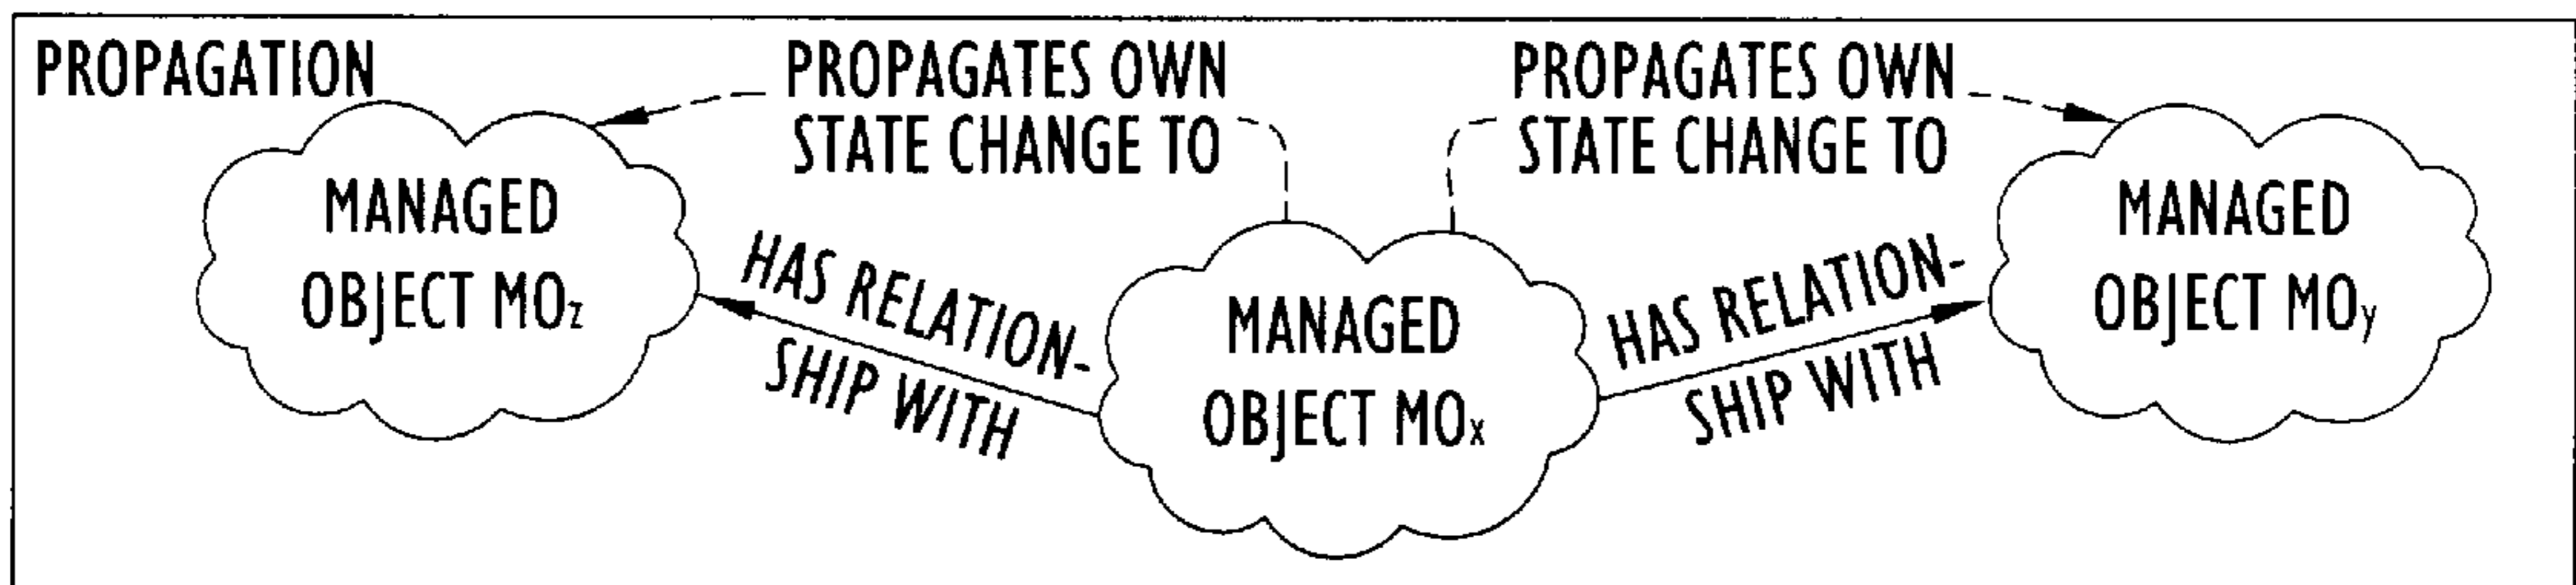 PROPAGATION
PROPAGATES OWN
STATE CHANGE TO
PROPAGATES OWN
STATE CHANGE TO
MANAGED
OBJECT MOz
HAS RELATION-
SHIP WITH
MANAGED
OBJECT MOx
HAS RELATION-
SHIP WITH
MANAGED
OBJECT MOy